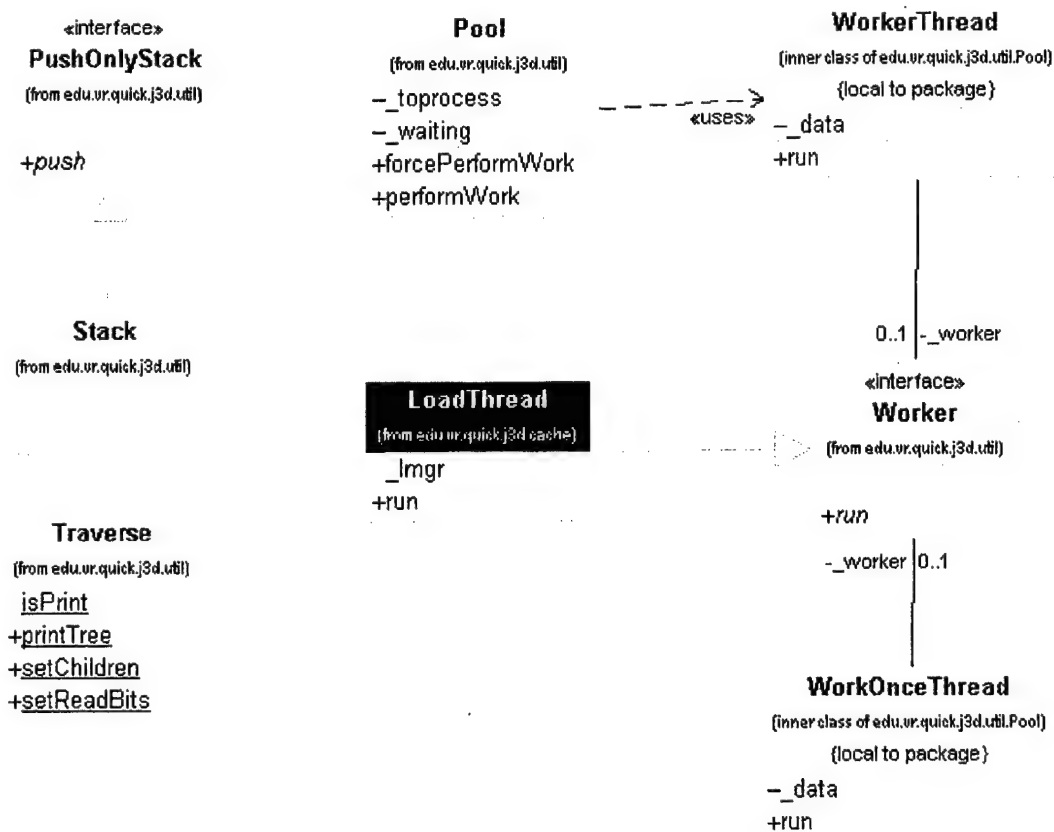 «interface»
PushOnlyStack
(from edu.vr.quick.j3d.util)
+push
Stack
(from edu.vr.quick.j3d.util)
Traverse
(from edu.vr.quick.j3d.util)
isPrint
+printTree
+setChildren
+setReadBits
Pool
(from edu.vr.quick.j3d.util)
–_toprocess
–_waiting
+forcePerformWork
+performWork
«uses»
LoadThread
(from edu.vr.quick.j3d.cache)
_lmgr
+run
WorkerThread
(inner class of edu.vr.quick.j3d.util.Pool)
{local to package}
–_data
+run
0..1 -_worker
«interface»
Worker
(from edu.vr.quick.j3d.util)
+run
-_worker 0..1
WorkOnceThread
(inner class of edu.vr.quick.j3d.util.Pool)
{local to package}
–_data
+run